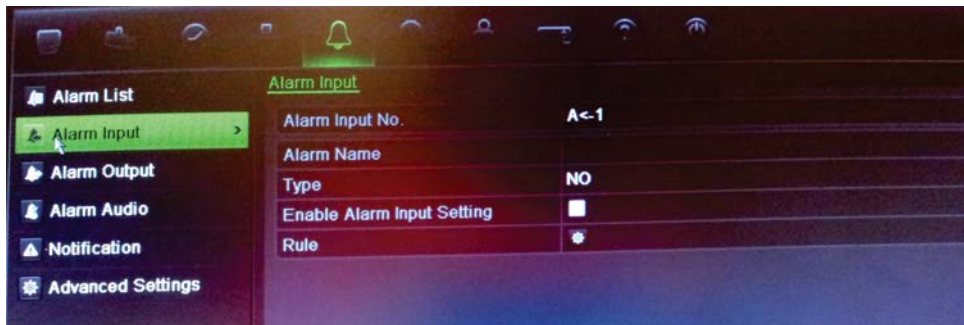 Alarm List
Alarm Input >
Alarm Output
Alarm Audio
Notification
Advanced Settings
Alarm Input
Alarm Input No. A<-1
Alarm Name
Type NO
Enable Alarm Input Setting
Rule